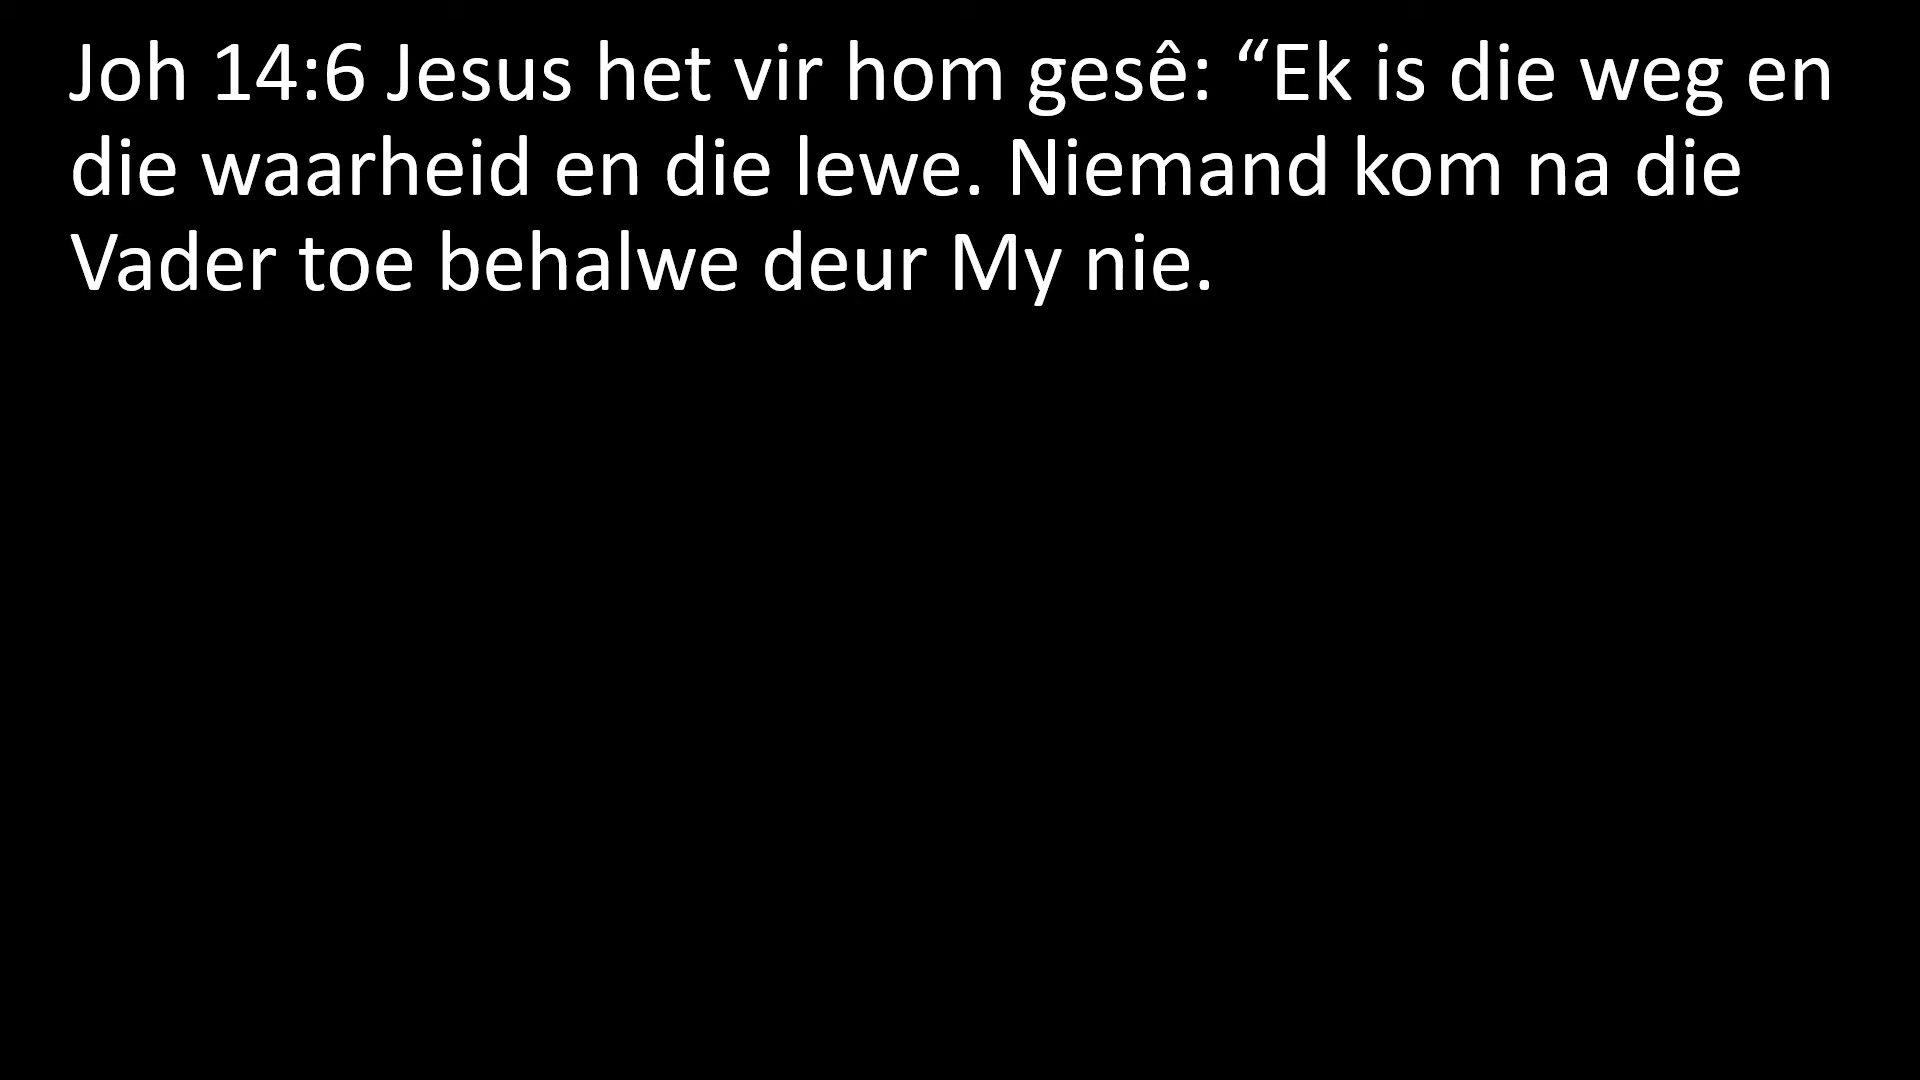 Joh 14:6 Jesus het vir hom gesê: “Ek is die weg en
die waarheid en die lewe. Niemand kom na die
Vader toe behalwe deur My nie.